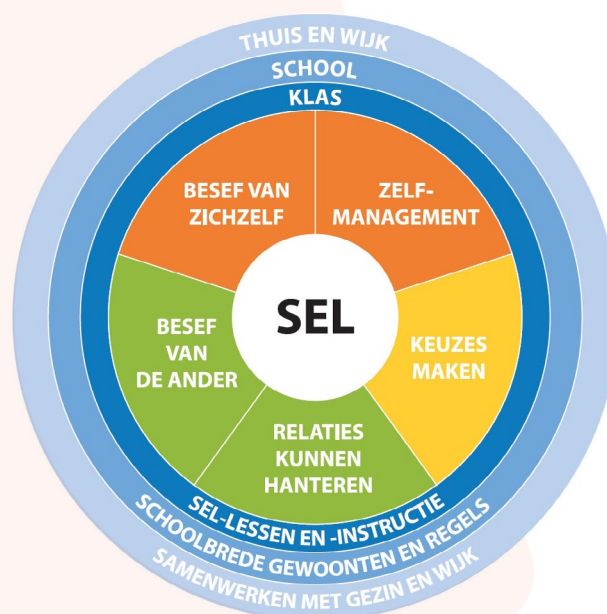 THUIS EN WIJK
SCHOOL
KLAS
BESEF VAN
ZICHZELF
ZELF-
MANAGEMENT
SEL
BESEF
VAN
DE ANDER
KEUZES
MAKEN
RELATIES
KUNNEN
HANTEREN
SEL-LESSEN EN -INSTRUCTIE
SCHOOLBREDE GEWOONTEN EN REGELS
SAMENWERKEN MET GEZIN EN WIJK